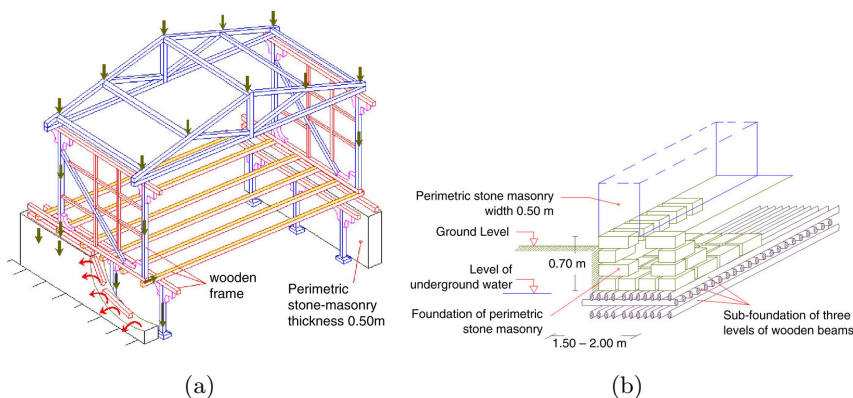 wooden
frame
Perimetric
stone-masonry
thickness 0.50m
(a)
Perimetric stone masonry
width 0.50 m
Ground Level
0.70 m
Level of
underground water
Foundation of perimetric
stone masonry
Sub-foundation of three
levels of wooden beams
1.50 – 2.00 m
(b)